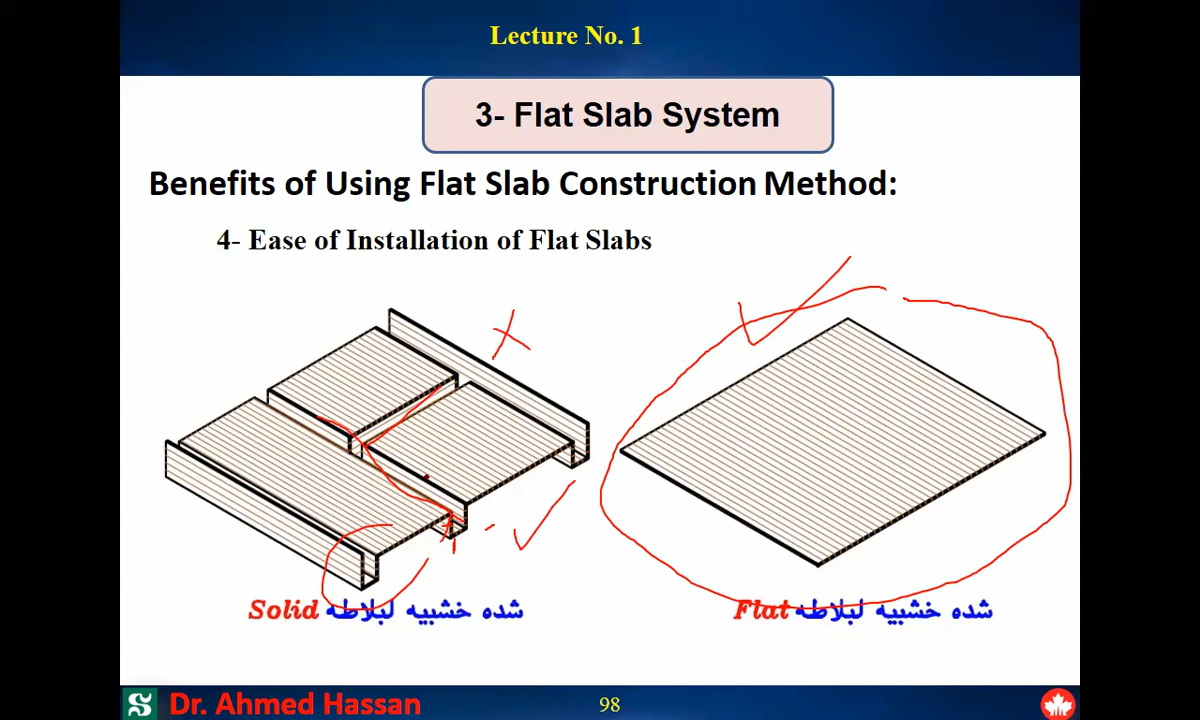 Lecture No. 1
3- Flat Slab System
Benefits of Using Flat Slab Construction Method:
4- Ease of Installation of Flat Slabs
شده خشبيه لبلاطه Solid
شده خشبيه لبلاطه Flat
Dr. Ahmed Hassan
98